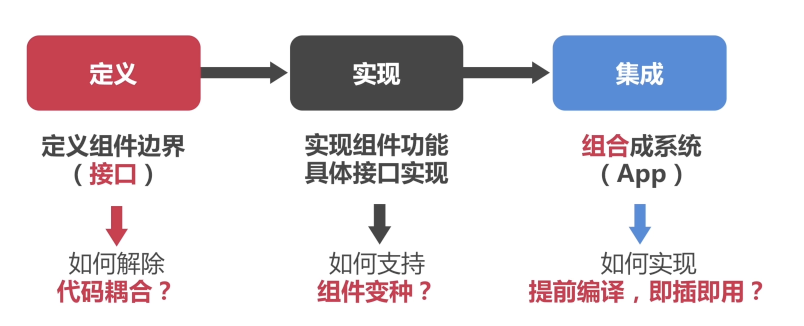 定义
实现
集成
定义组件边界
（接口）
实现组件功能
具体接口实现
组合成系统
（App）
如何解除
代码耦合？
如何支持
组件变种？
如何实现
提前编译，即插即用？